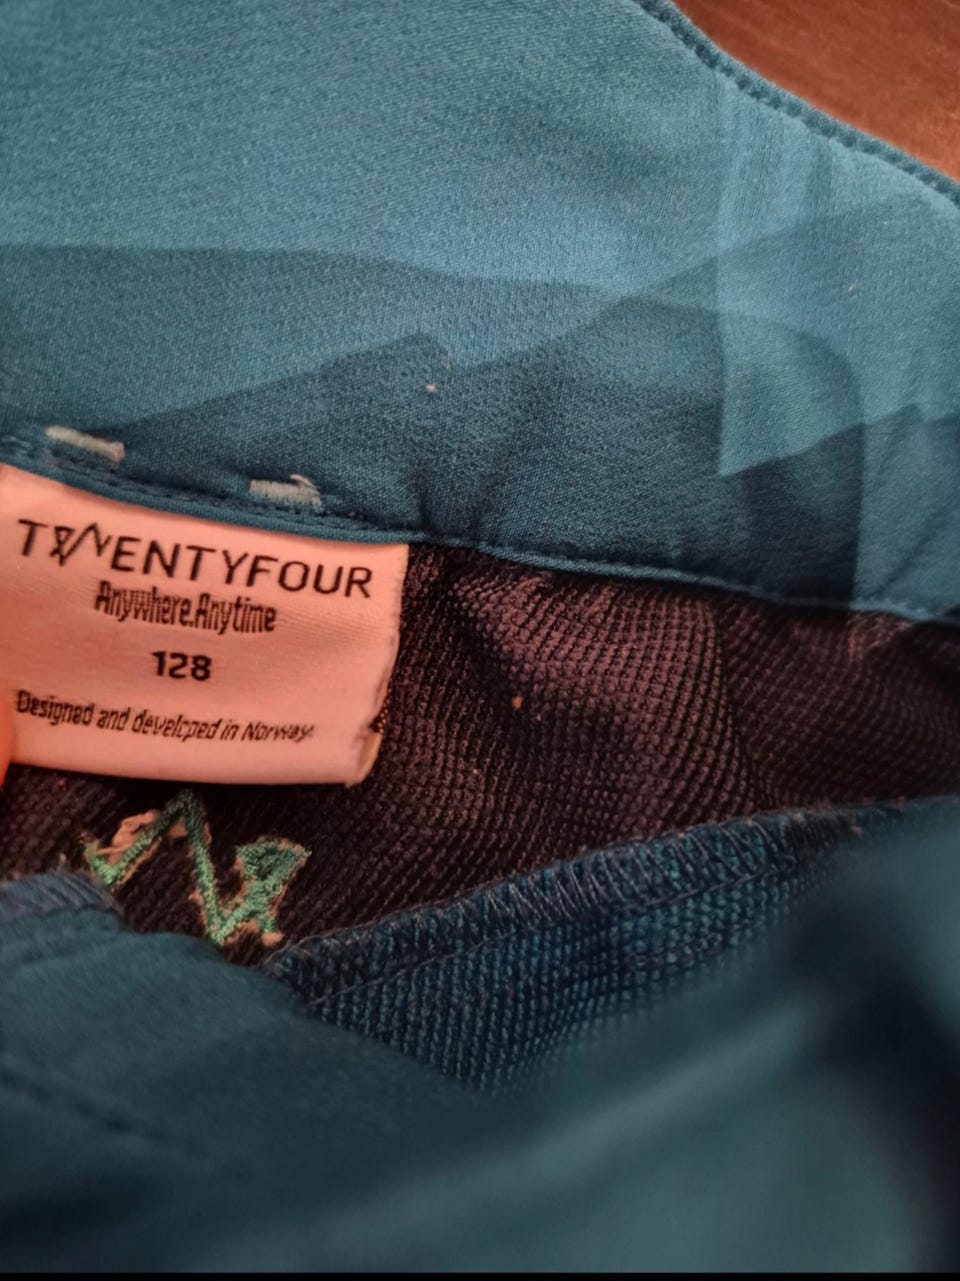 TWENTYFOUR
Anywhere.Anytime
128
Designed and developed in Norway.